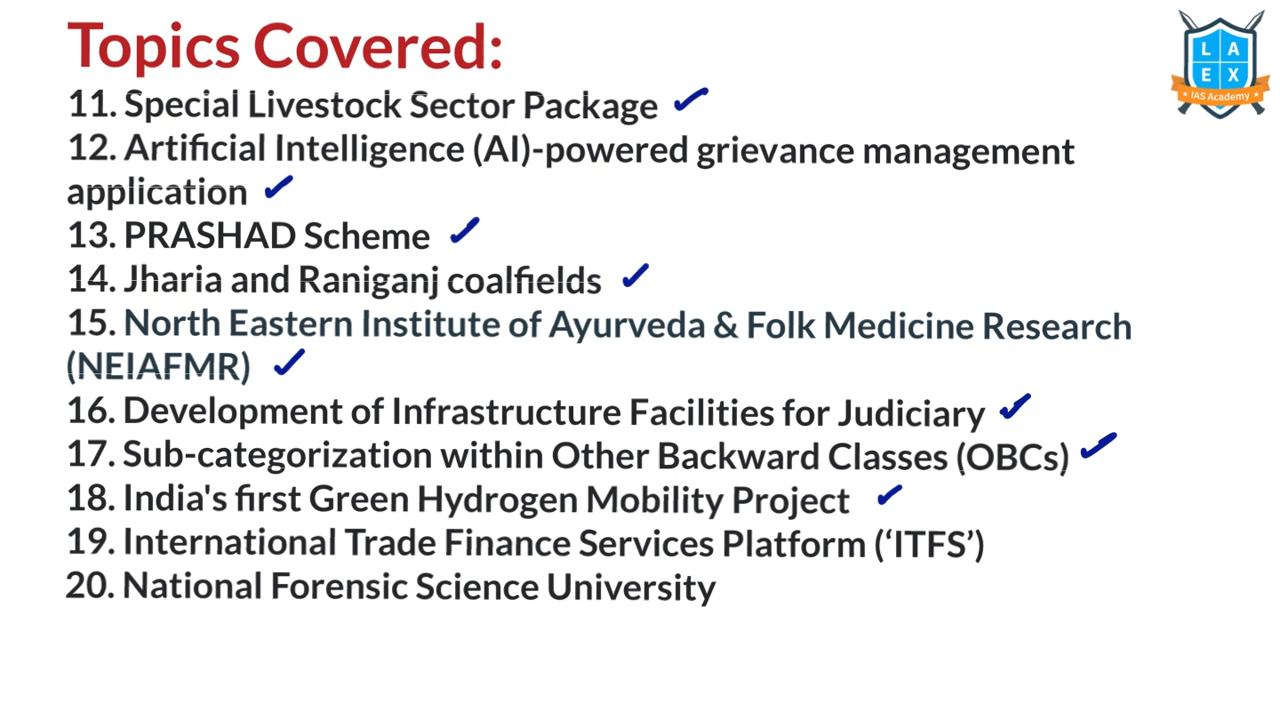 Topics Covered:
L A
E X
IAS Academy
11. Special Livestock Sector Package
12. Artificial Intelligence (AI)-powered grievance management
application
13. PRASHAD Scheme
14. Jharia and Raniganj coalfields
15. North Eastern Institute of Ayurveda & Folk Medicine Research
(NEIAFMR)
16. Development of Infrastructure Facilities for Judiciary
17. Sub-categorization within Other Backward Classes (OBCs)
18. India's first Green Hydrogen Mobility Project
19. International Trade Finance Services Platform (‘ITFS’)
20. National Forensic Science University